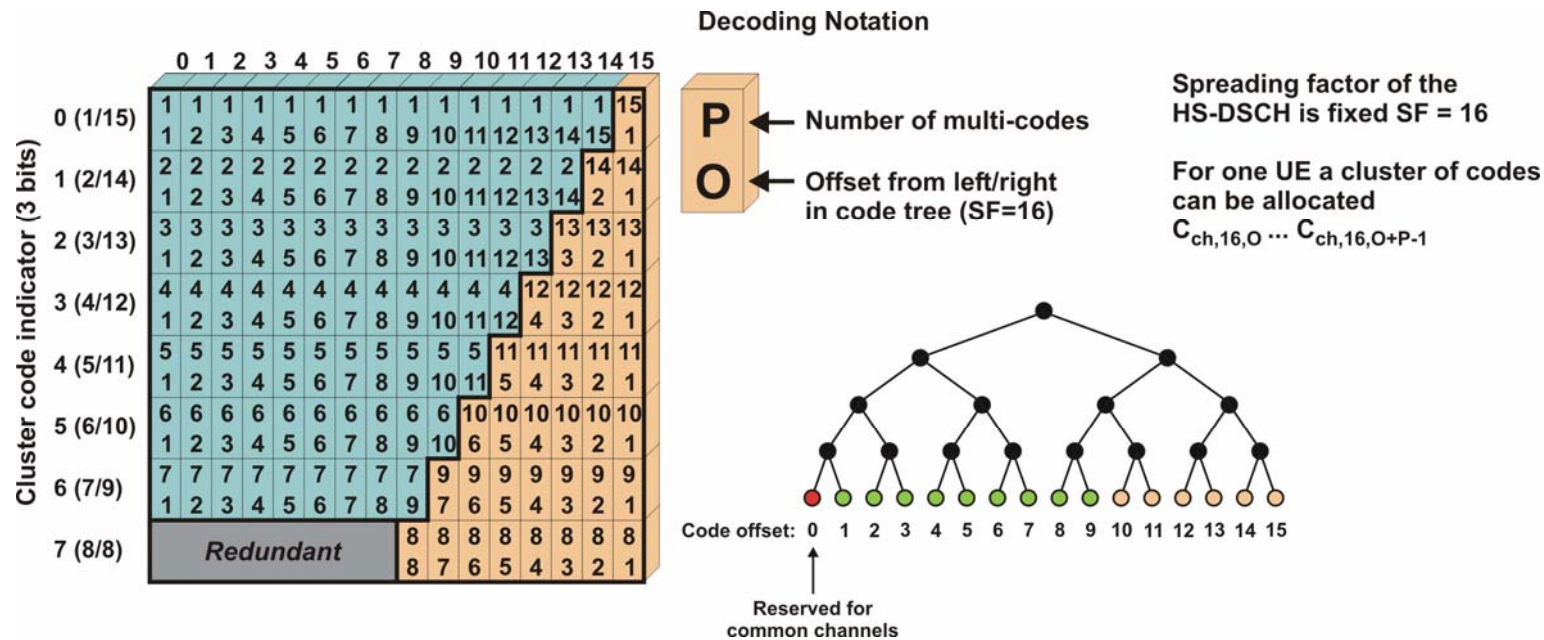 Decoding Notation
0 1 2 3 4 5 6 7 8 9 10 11 12 13 14 15
Cluster code indicator (3 bits)
0 (1/15)
1 1 1 1 1 1 1 1 1 1 1 1 1 1 1 15
1 2 3 4 5 6 7 8 9 10 11 12 13 14 15 1
1 (2/14)
2 2 2 2 2 2 2 2 2 2 2 2 2 2 14 14
1 2 3 4 5 6 7 8 9 10 11 12 13 14 2 1
2 (3/13)
3 3 3 3 3 3 3 3 3 3 3 3 3 13 13 13
1 2 3 4 5 6 7 8 9 10 11 12 13 3 2 1
3 (4/12)
4 4 4 4 4 4 4 4 4 4 4 4 12 12 12 12
1 2 3 4 5 6 7 8 9 10 11 12 4 3 2 1
4 (5/11)
5 5 5 5 5 5 5 5 5 5 5 11 11 11 11 11
1 2 3 4 5 6 7 8 9 10 11 5 4 3 2 1
5 (6/10)
6 6 6 6 6 6 6 6 6 6 10 10 10 10 10 10
1 2 3 4 5 6 7 8 9 10 6 5 4 3 2 1
6 (7/9)
7 7 7 7 7 7 7 7 7 9 9 9 9 9 9 9
1 2 3 4 5 6 7 8 9 7 6 5 4 3 2 1
7 (8/8)
Redundant
8 8 8 8 8 8 8 8
8 7 6 5 4 3 2 1
P
Number of multi-codes
O
Offset from left/right
in code tree (SF=16)
Spreading factor of the
HS-DSCH is fixed SF = 16
For one UE a cluster of codes
can be allocated
Cch,16,O ... Cch,16,O+P-1
Code offset: 0 1 2 3 4 5 6 7 8 9 10 11 12 13 14 15
Reserved for
common channels